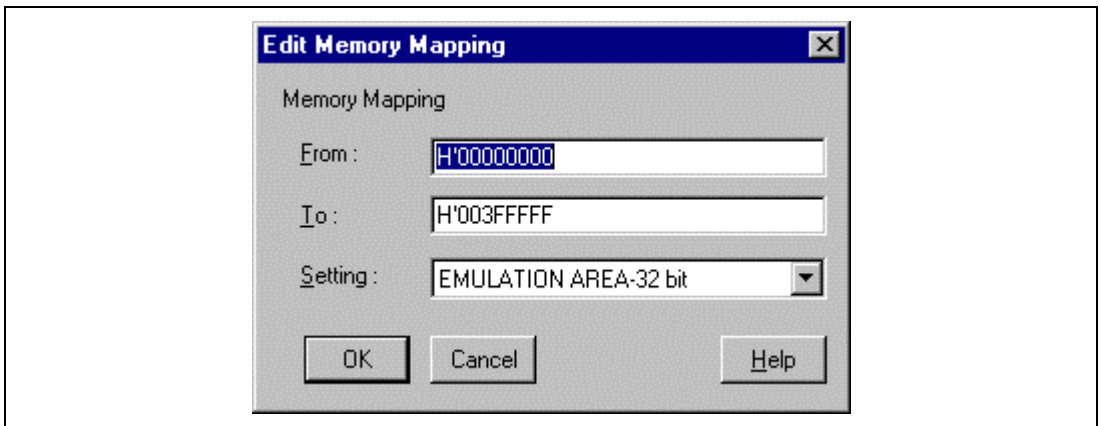 Edit Memory Mapping
Memory Mapping
From : H'00000000
To : H'003FFFFF
Setting : EMULATION AREA-32 bit
OK Cancel Help